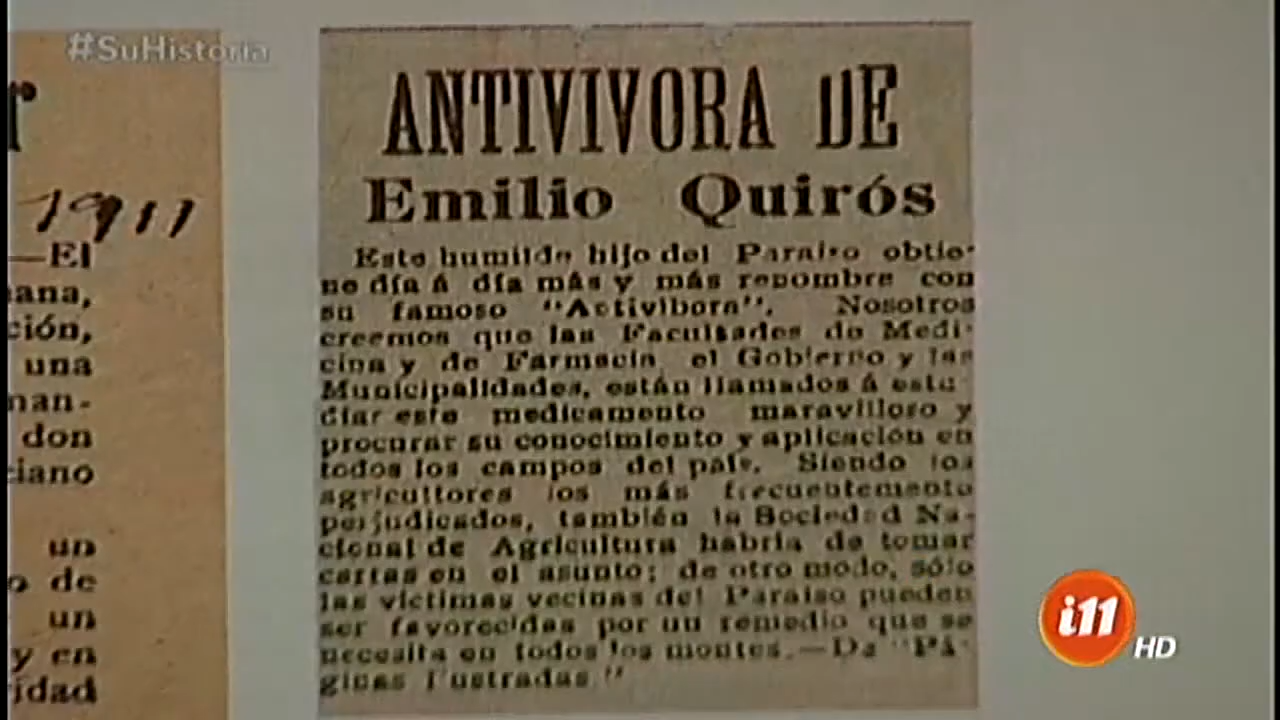 #SuHistoria
1911
—El
ana,
ción,
una
nan-
don
ciano
un
o de
un
y en
ridad
ANTIVIVORA DE
Emilio Quirós
Este humilde hijo del Paraiso obtie-
ne día á día más y más renombre con
su famoso "Activibora". Nosotros
creemos que las Facultades de Medi-
cina y de Farmacia, el Gobierno y las
Municipalidades, están llamados á estu-
diar este medicamento maravilloso y
procurar su conocimiento y aplicación en
todos los campos del país. Siendo los
agricultores los más frecuentemento
perjudicados, también la Sociedad Na-
cional de Agricultura habría de tomar
cartas en el asunto; de otro modo, sólo
las víctimas vecinas del Paraiso pueden
ser favorecidas por un remedio que se
necesita en todos los montes.—De "Pá-
ginas I'ustradas"
i11
HD